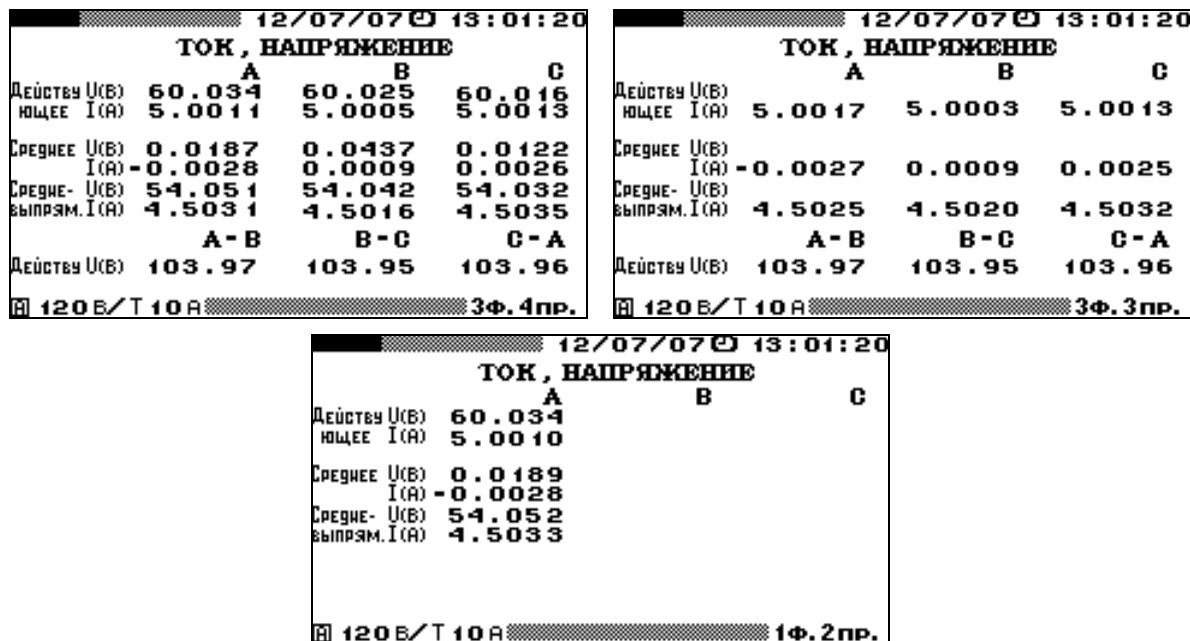 12/07/07 13:01:20
ТОК, НАПРЯЖЕНИЕ
A B C
Действу U(В) 60.034 60.025 60.016
ющее I(А) 5.0011 5.0005 5.0013
Среднее U(В) 0.0187 0.0437 0.0122
I(А) -0.0028 0.0009 0.0026
Средне- U(В) 54.051 54.042 54.032
выпрям. I(А) 4.5031 4.5016 4.5035
A-B B-C C-A
Действу U(В) 103.97 103.95 103.96
А 120В/Т10А 3Ф.4пр.
12/07/07 13:01:20
ТОК, НАПРЯЖЕНИЕ
A B C
Действу U(В)
ющее I(А) 5.0017 5.0003 5.0013
Среднее U(В)
I(А) -0.0027 0.0009 0.0025
Средне- U(В)
выпрям. I(А) 4.5025 4.5020 4.5032
A-B B-C C-A
Действу U(В) 103.97 103.95 103.96
А 120В/Т10А 3Ф.3пр.
12/07/07 13:01:20
ТОК, НАПРЯЖЕНИЕ
A B C
Действу U(В) 60.034
ющее I(А) 5.0010
Среднее U(В) 0.0189
I(А) -0.0028
Средне- U(В) 54.052
выпрям. I(А) 4.5033
А 120В/Т10А 1Ф.2пр.